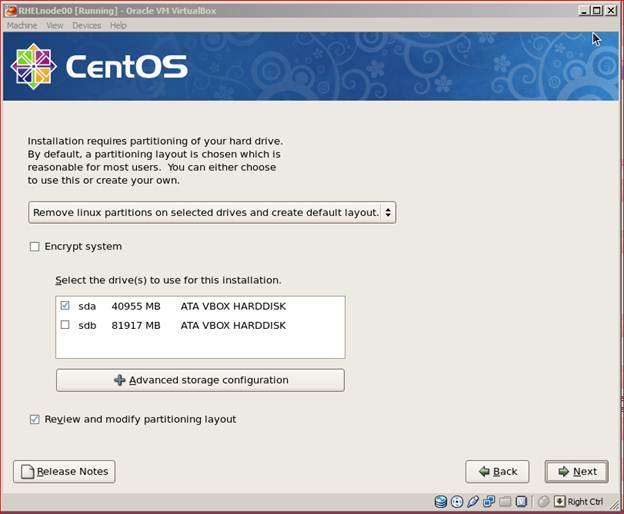 RHELnode00 [Running] - Oracle VM VirtualBox
Machine View Devices Help
CentOS
Installation requires partitioning of your hard drive.
By default, a partitioning layout is chosen which is
reasonable for most users. You can either choose
to use this or create your own.
Remove linux partitions on selected drives and create default layout.
Encrypt system
Select the drive(s) to use for this installation.
sda 40955 MB ATA VBOX HARDDISK
sdb 81917 MB ATA VBOX HARDDISK
Advanced storage configuration
Review and modify partitioning layout
Release Notes Back Next
Right Ctrl